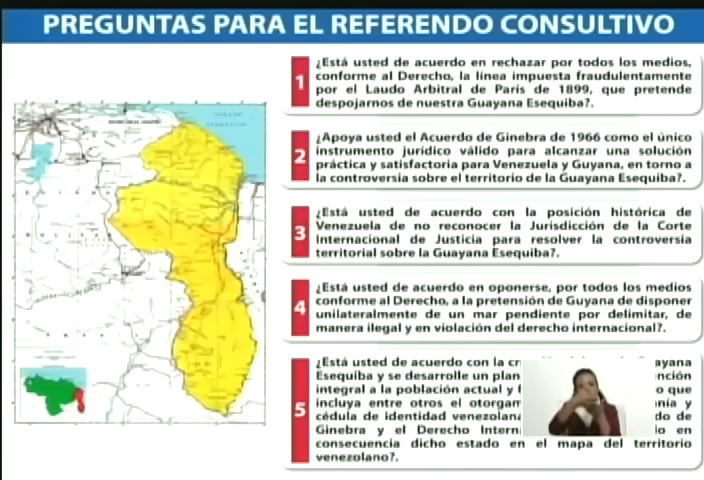 PREGUNTAS PARA EL REFERENDO CONSULTIVO
1
¿Está usted de acuerdo en rechazar por todos los medios,
conforme al Derecho, la línea impuesta fraudulentamente
por el Laudo Arbitral de París de 1899, que pretende
despojarnos de nuestra Guayana Esequiba?.
2
¿Apoya usted el Acuerdo de Ginebra de 1966 como el único
instrumento jurídico válido para alcanzar una solución
práctica y satisfactoria para Venezuela y Guyana, en torno a
la controversia sobre el territorio de la Guayana Esequiba?.
3
¿Está usted de acuerdo con la posición histórica de
Venezuela de no reconocer la Jurisdicción de la Corte
Internacional de Justicia para resolver la controversia
territorial sobre la Guayana Esequiba?.
4
¿Está usted de acuerdo en oponerse, por todos los medios
conforme al Derecho, a la pretensión de Guyana de disponer
unilateralmente de un mar pendiente por delimitar, de
manera ilegal y en violación del derecho internacional?.
5
¿Está usted de acuerdo con la
Esequiba y se desarrolle un plan
integral a la población actual y que
incluya entre otros el y
cédula de identidad de
Ginebra y el Derecho en
consecuencia dicho estado en el mapa del territorio
venezolano?.